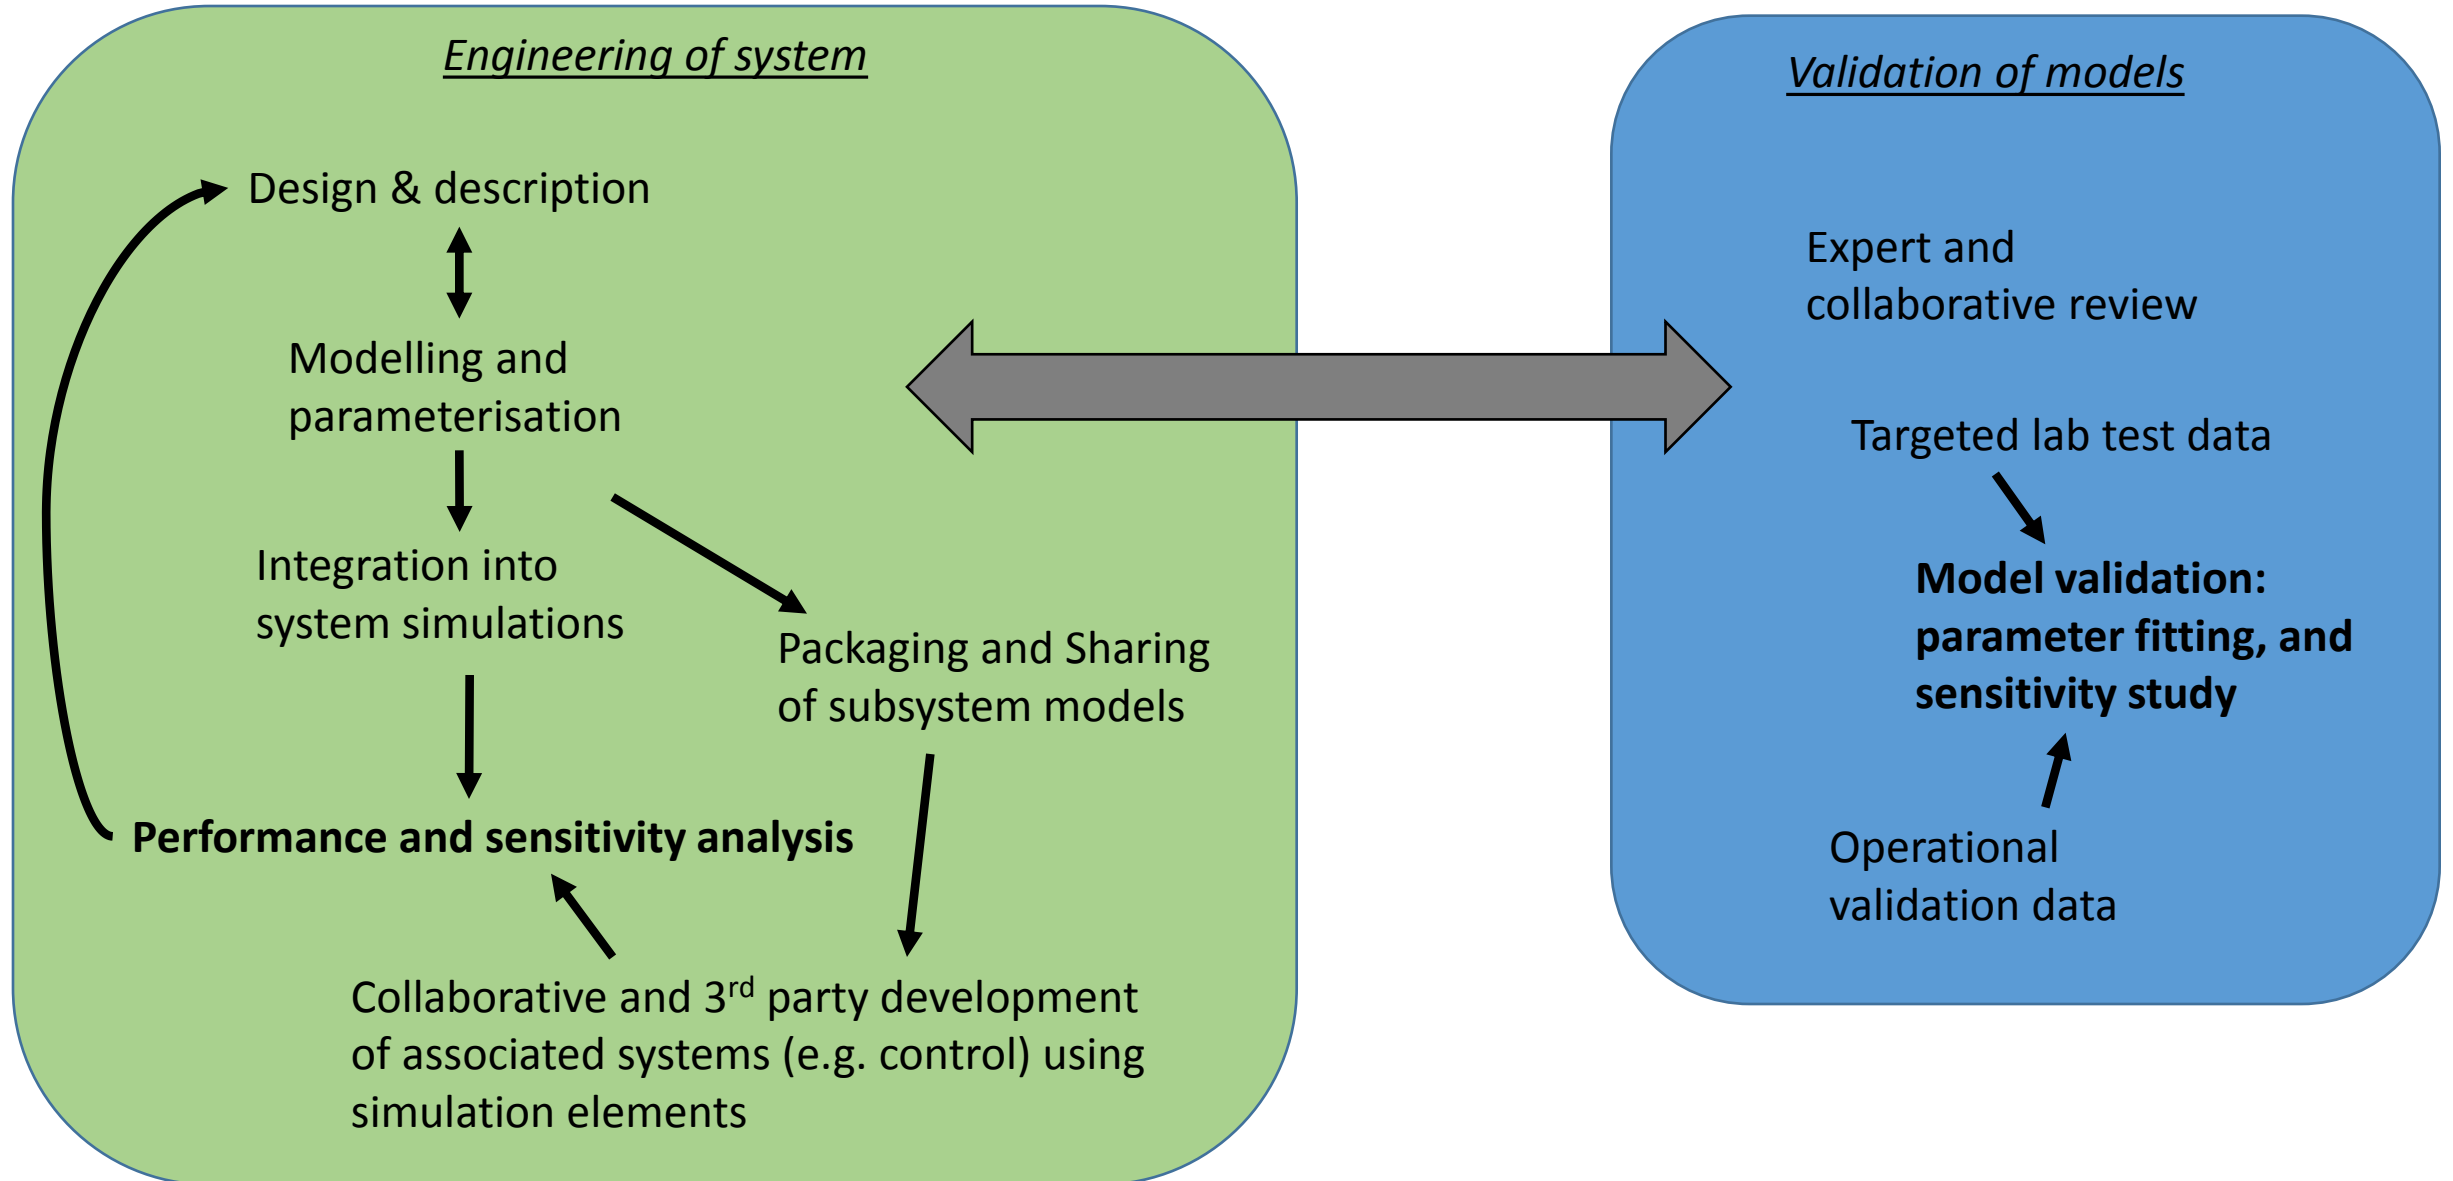 Engineering of system
Design & description
Modelling and
parameterisation
Integration into
system simulations
Packaging and Sharing
of subsystem models
Performance and sensitivity analysis
Collaborative and 3rd party development
of associated systems (e.g. control) using
simulation elements
Validation of models
Expert and
collaborative review
Targeted lab test data
Model validation:
parameter fitting, and
sensitivity study
Operational
validation data